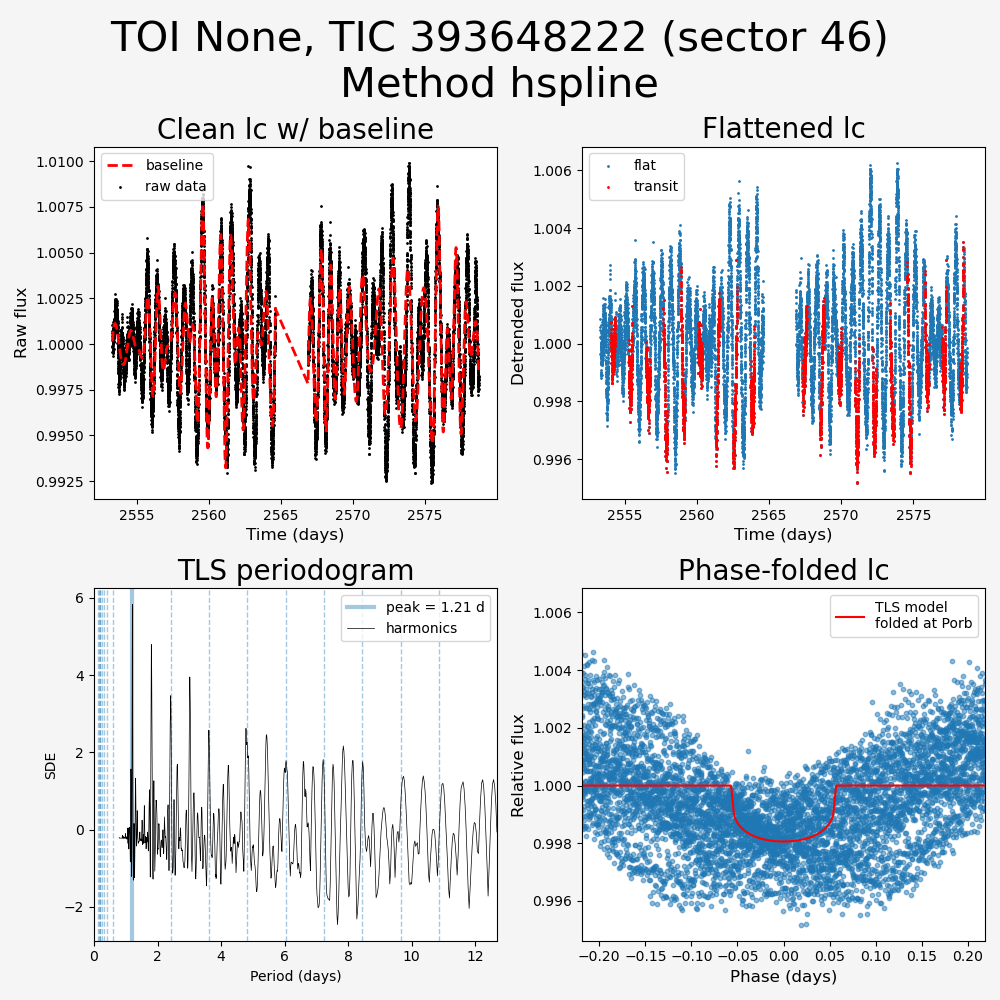 TOI None, TIC 393648222 (sector 46)
Method hspline
Clean lc w/ baseline
baseline
raw data
Raw flux
1.0100
1.0075
1.0050
1.0025
1.0000
0.9975
0.9950
0.9925
2555 2560 2565 2570 2575
Time (days)
Flattened lc
flat
transit
Detrended flux
1.006
1.004
1.002
1.000
0.998
0.996
2555 2560 2565 2570 2575
Time (days)
TLS periodogram
peak = 1.21 d
harmonics
SDE
6
4
2
0
−2
0 2 4 6 8 10 12
Period (days)
Phase-folded lc
TLS model
folded at Porb
Relative flux
1.006
1.004
1.002
1.000
0.998
0.996
−0.20 −0.15 −0.10 −0.05 0.00 0.05 0.10 0.15 0.20
Phase (days)